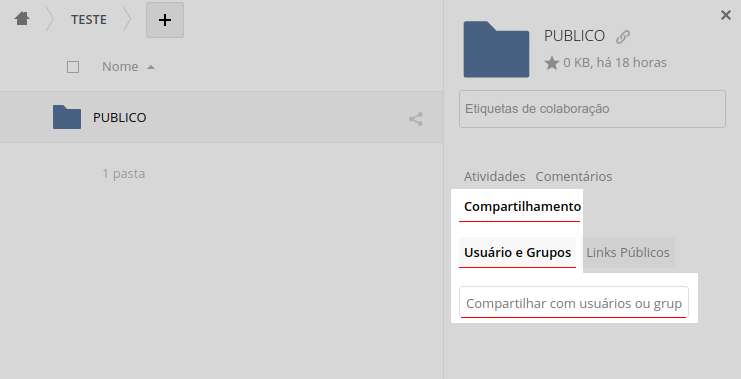 TESTE
+
Nome
PUBLICO
1 pasta
PUBLICO
0 KB, há 18 horas
Etiquetas de colaboração
Atividades Comentários
Compartilhamento
Usuário e Grupos Links Públicos
Compartilhar com usuários ou grup